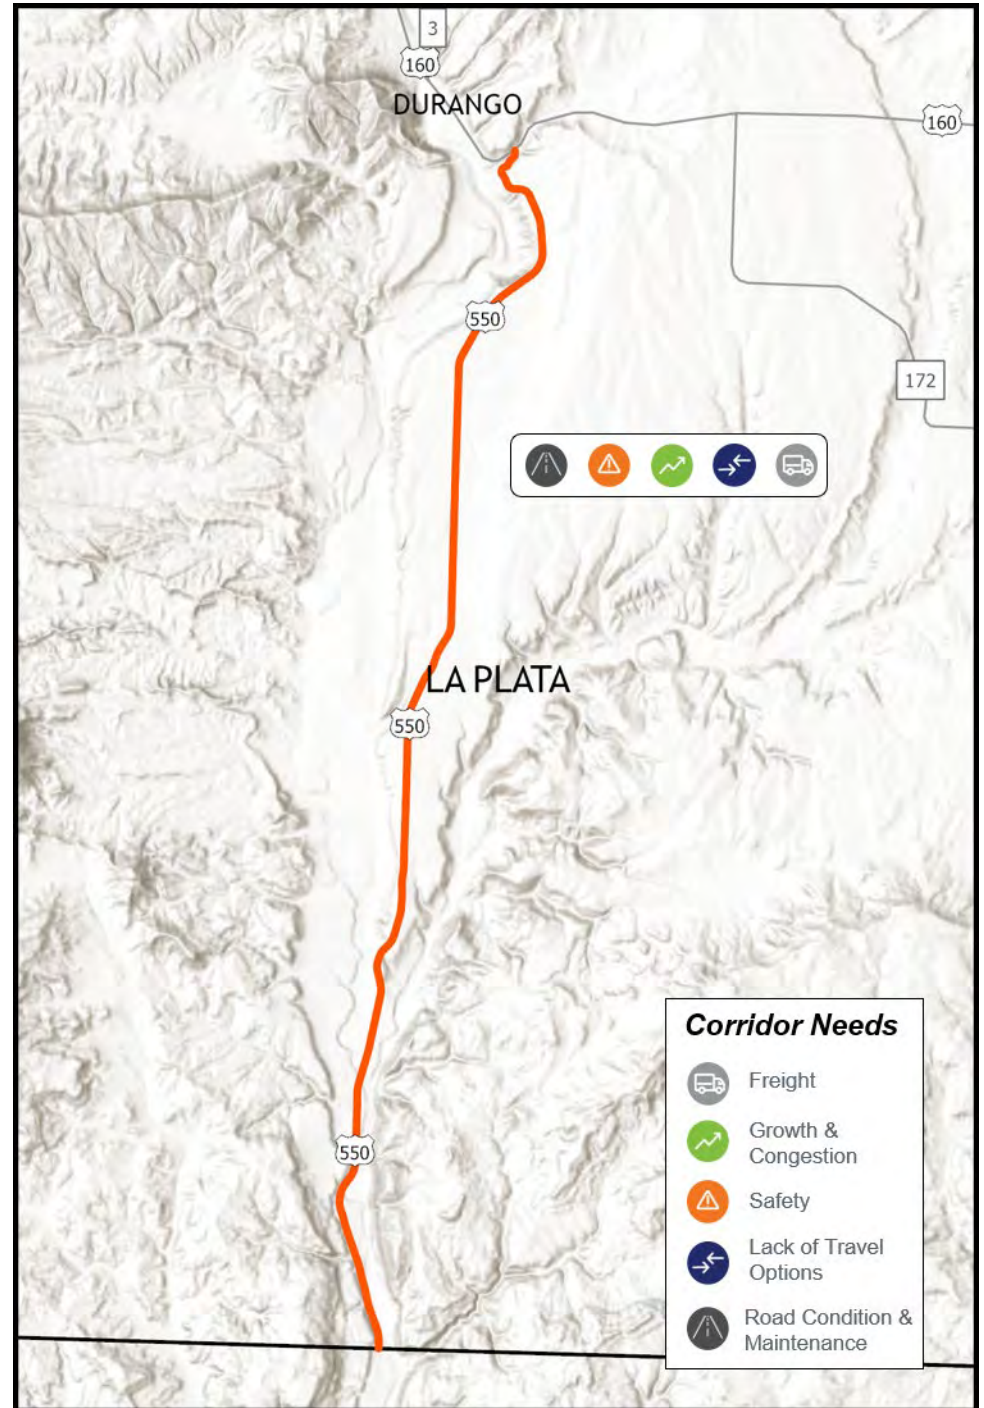 3
160
DURANGO
160
550
172
LA PLATA
550
550
Corridor Needs
Freight
Growth &
Congestion
Safety
Lack of Travel
Options
Road Condition &
Maintenance